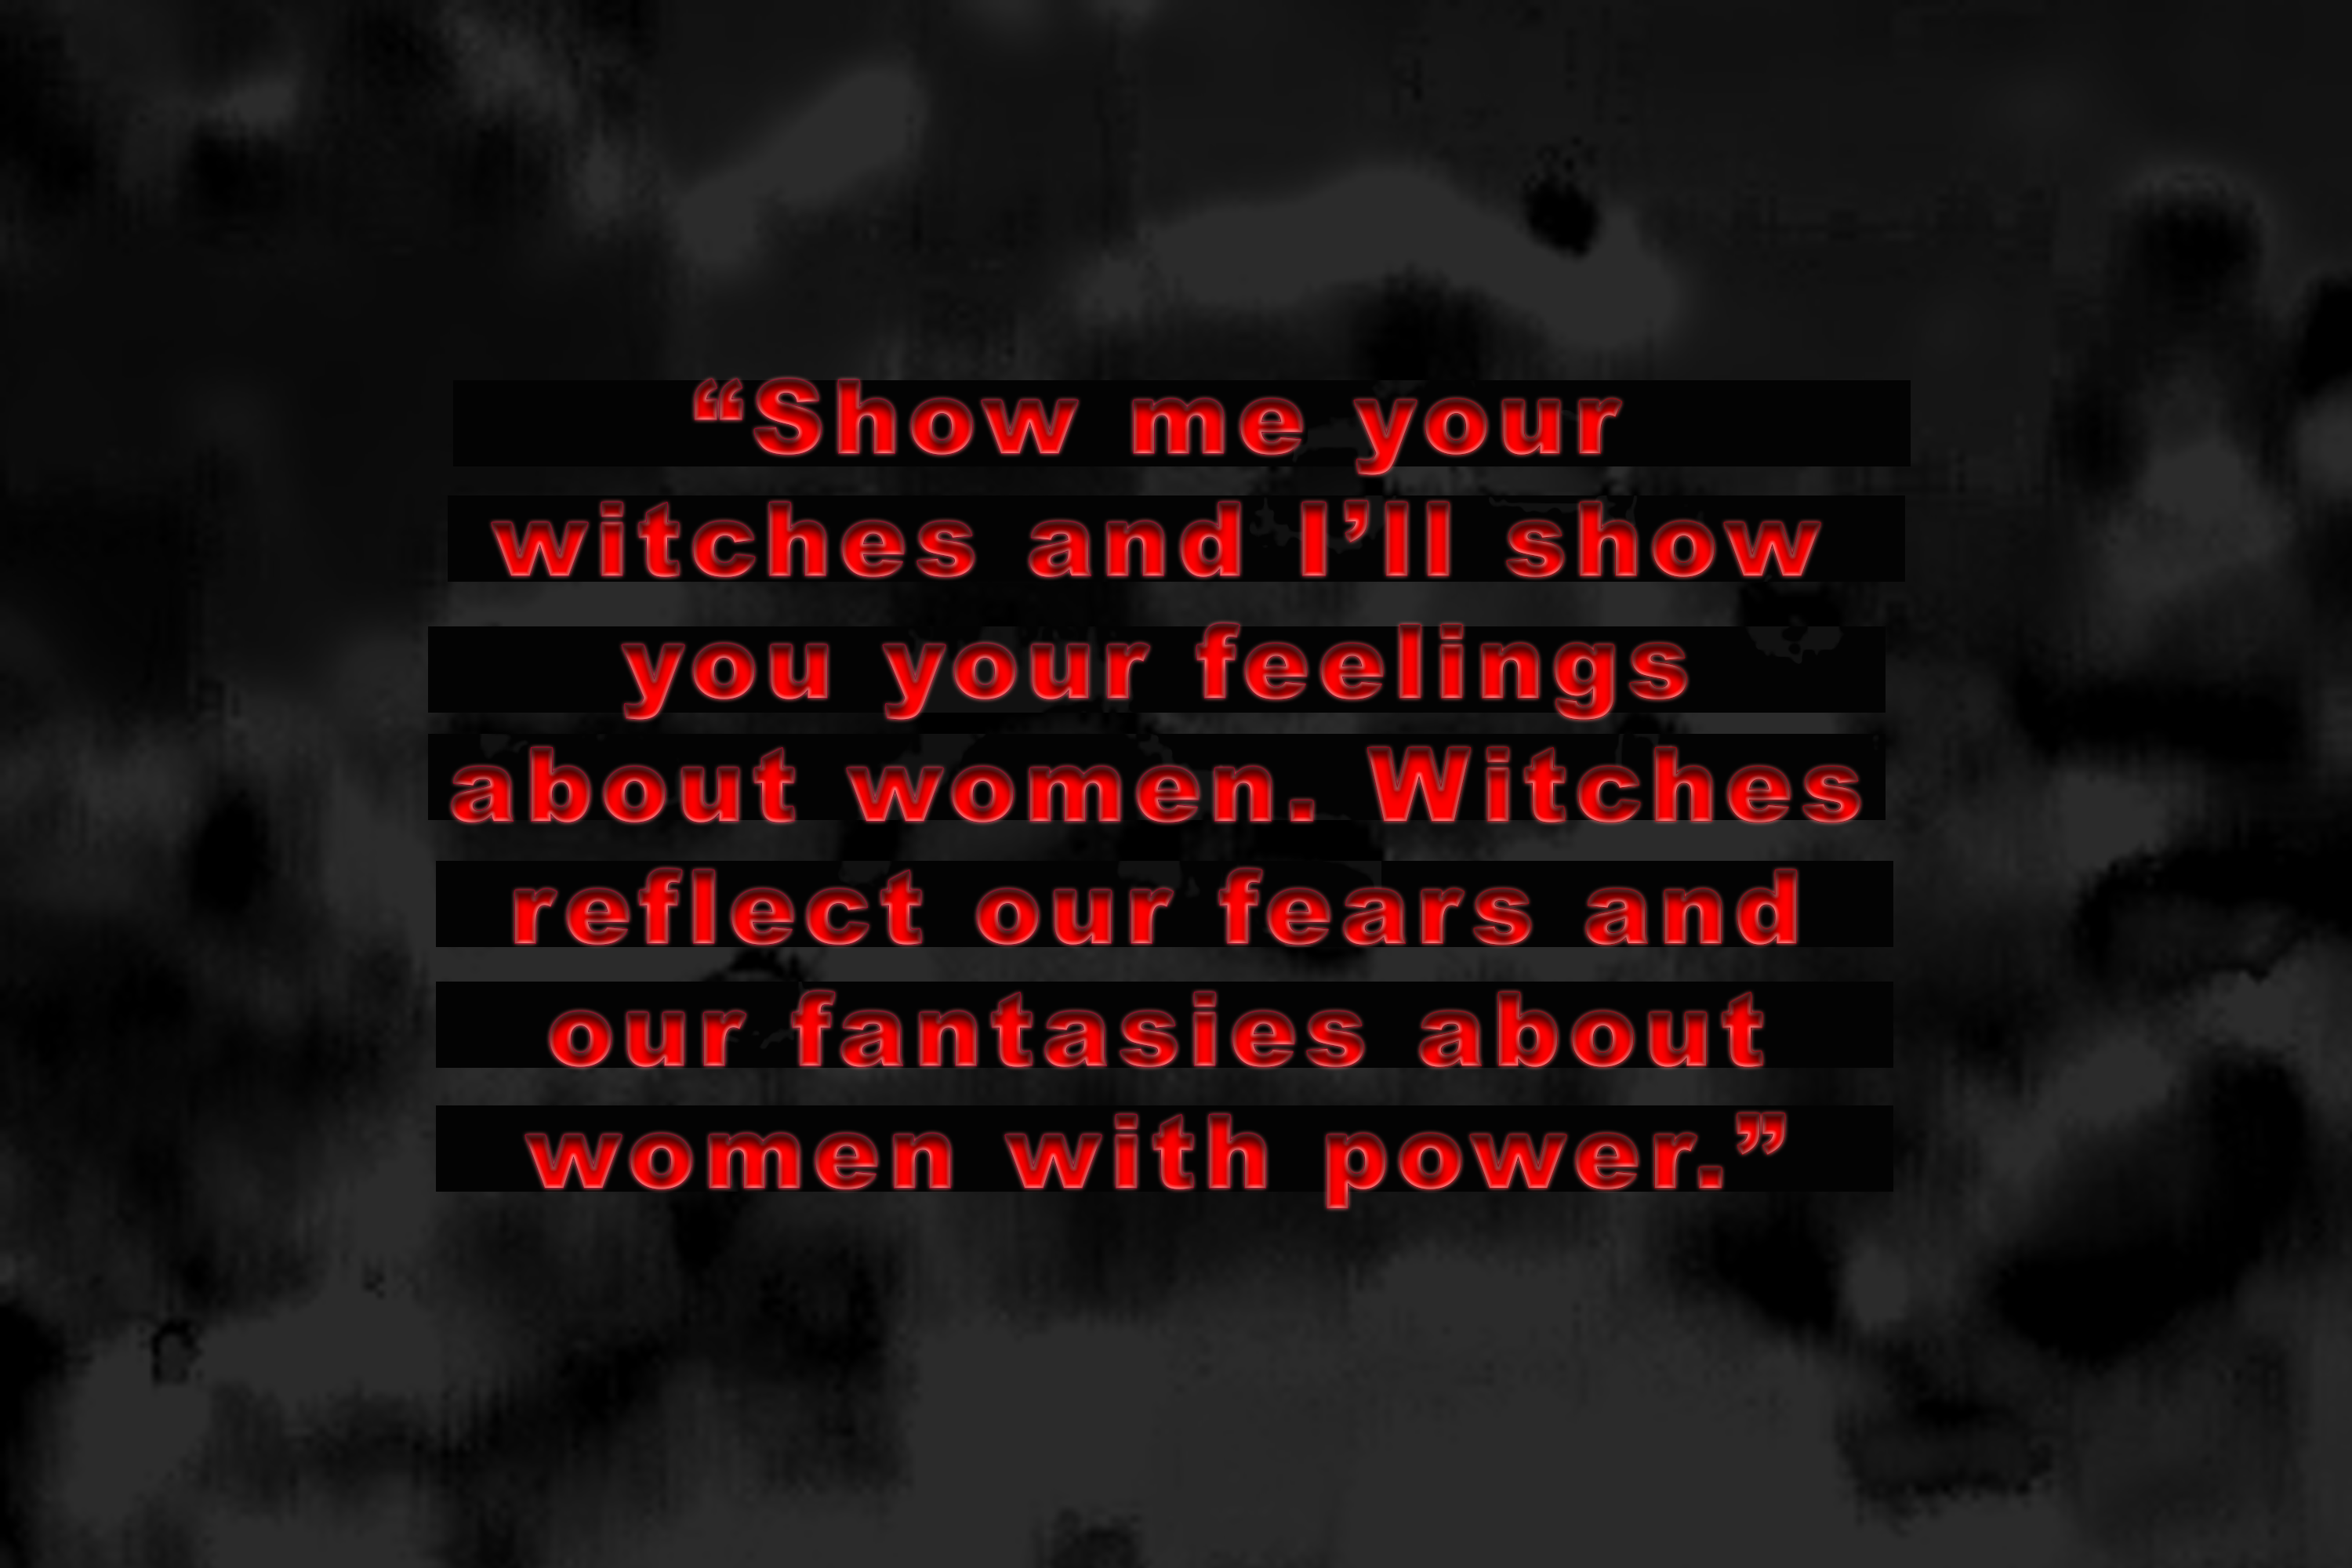 “Show me your
witches and I’ll show
you your feelings
about women. Witches
reflect our fears and
our fantasies about
women with power.”